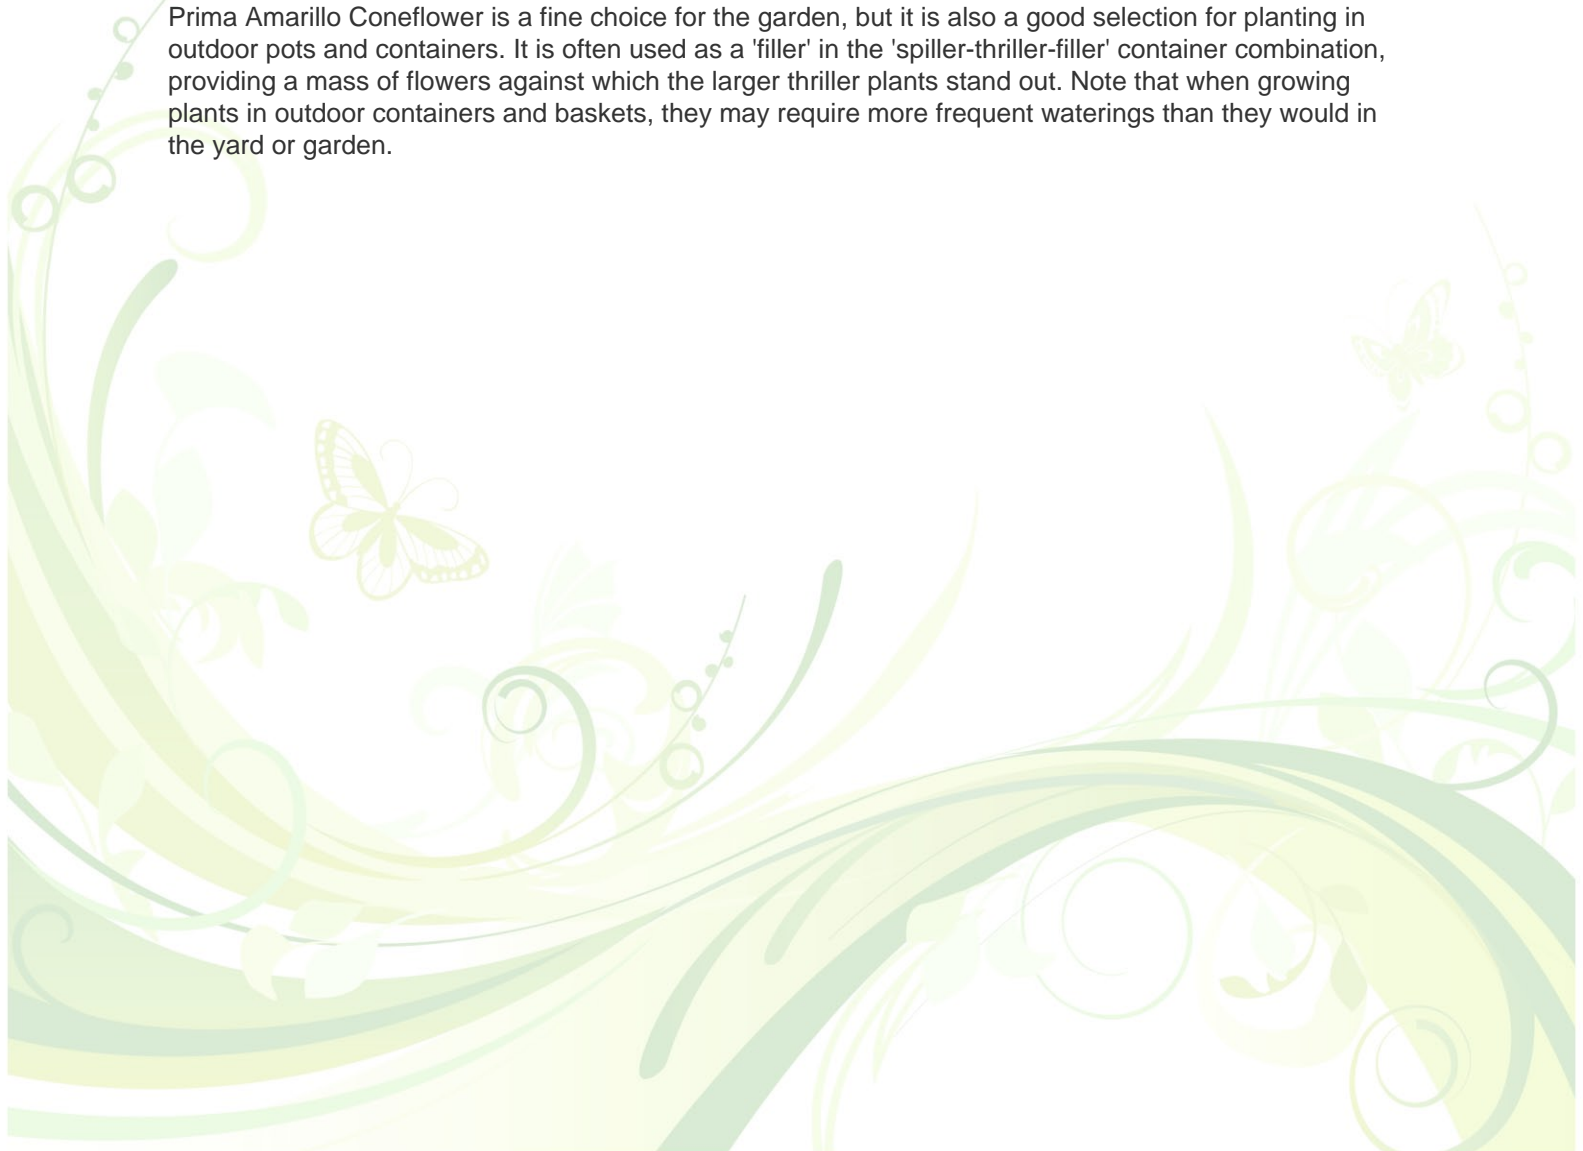 Prima Amarillo Coneflower is a fine choice for the garden, but it is also a good selection for planting in
outdoor pots and containers. It is often used as a 'filler' in the 'spiller-thriller-filler' container combination,
providing a mass of flowers against which the larger thriller plants stand out. Note that when growing
plants in outdoor containers and baskets, they may require more frequent waterings than they would in
the yard or garden.